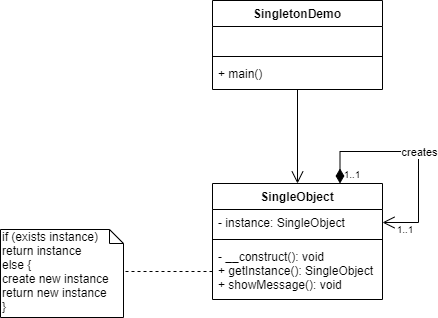 SingletonDemo
+ main()
creates
1..1
1..1
SingleObject
- instance: SingleObject
- __construct(): void
+ getInstance(): SingleObject
+ showMessage(): void
if (exists instance)
return instance
else {
create new instance
return new instance
}